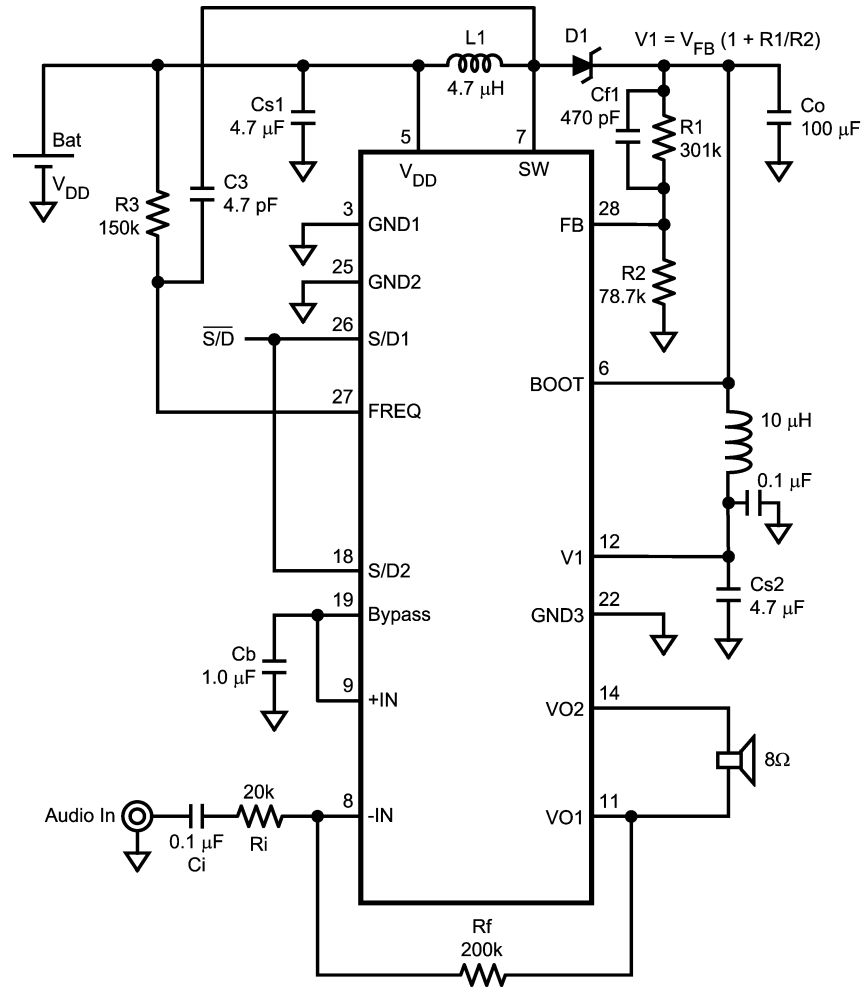 L1
4.7 μH
D1
V1 = VFB (1 + R1/R2)
Cs1
4.7 μF
Cf1
470 pF
R1
301k
Co
100 μF
Bat
VDD
5
VDD
7
SW
R3
150k
C3
4.7 pF
3
GND1
28
FB
25
GND2
R2
78.7k
S/D
26
S/D1
6
BOOT
27
FREQ
10 μH
0.1 μF
12
V1
18
S/D2
Cs2
4.7 μF
19
Bypass
22
GND3
Cb
1.0 μF
9
+IN
14
VO2
8Ω
Audio In
0.1 μF
Ci
20k
Ri
8
-IN
11
VO1
Rf
200k